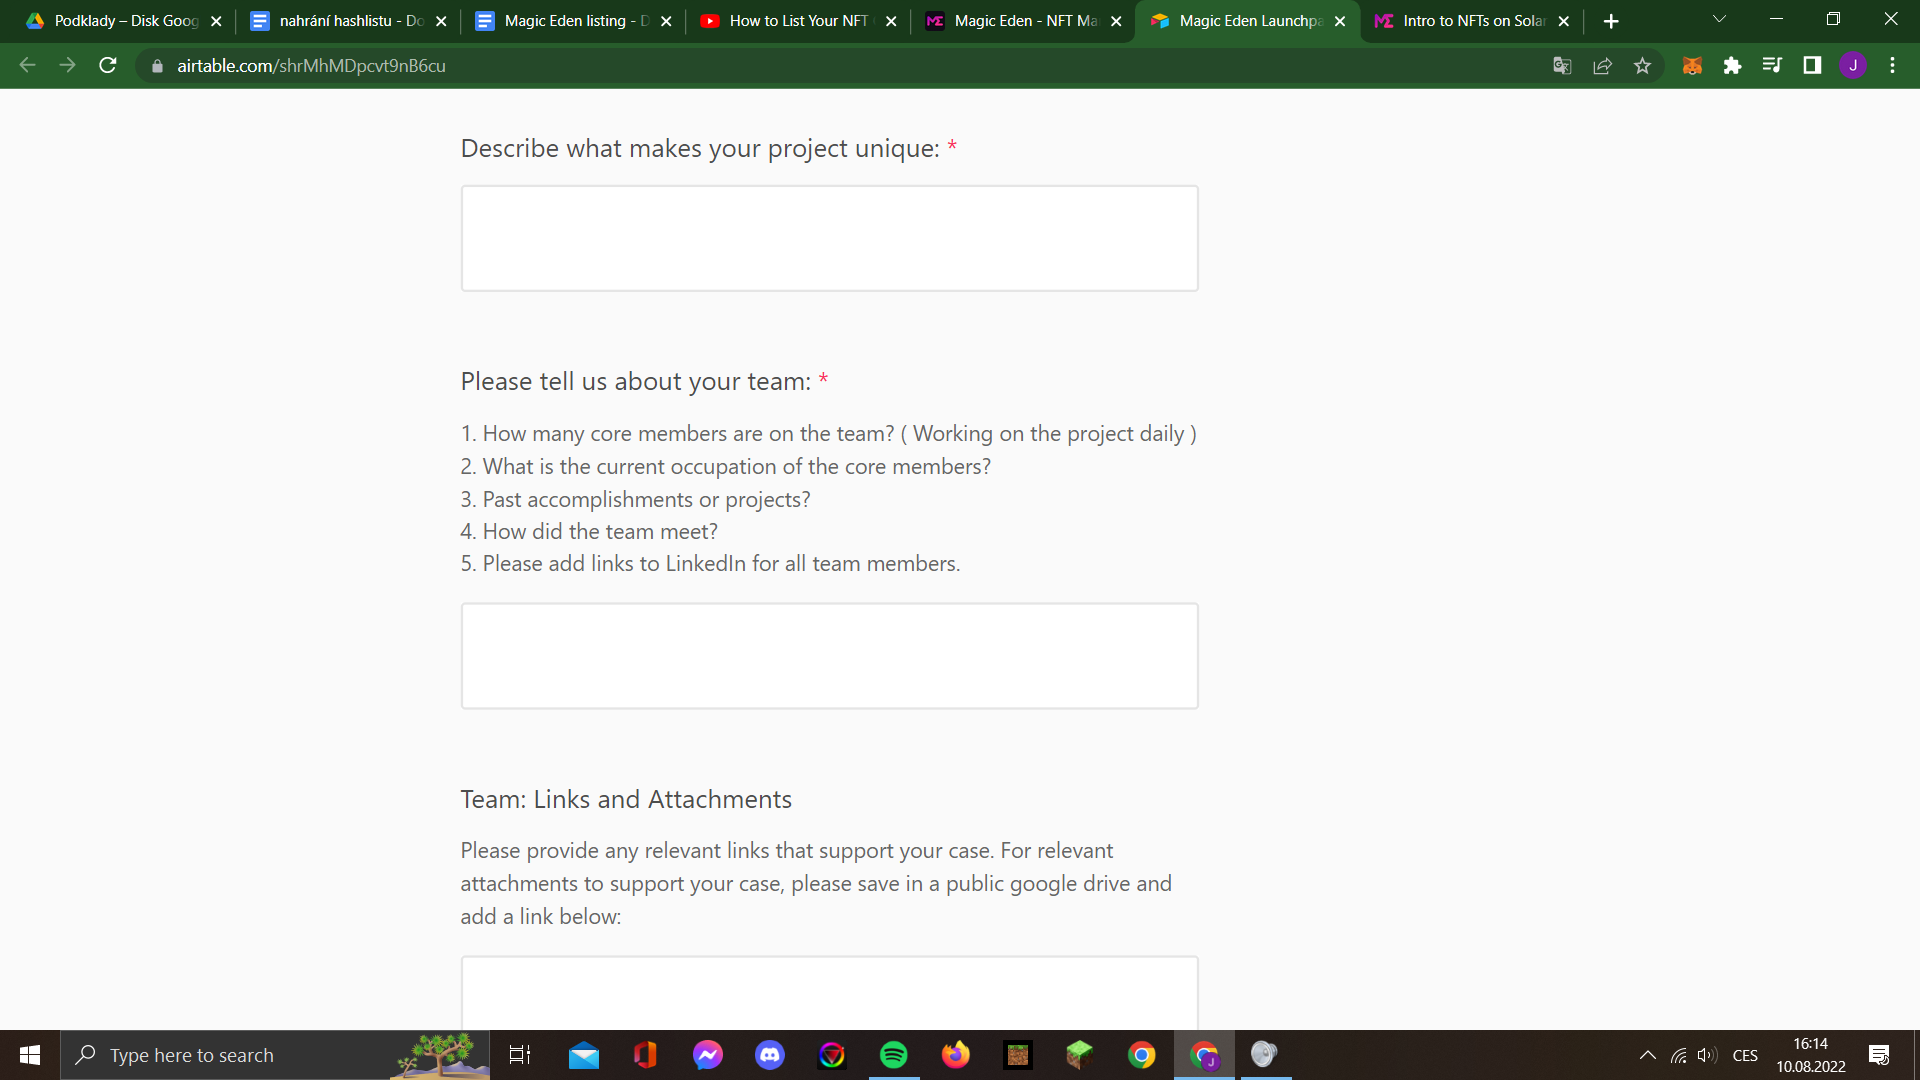 Podklady – Disk Goog
nahrání hashlistu - Do
Magic Eden listing - D
How to List Your NFT
Magic Eden - NFT Ma
Magic Eden Launchpa
Intro to NFTs on Solan
airtable.com/shrMhMDpcvt9nB6cu
J
Describe what makes your project unique: *
Please tell us about your team: *
1. How many core members are on the team? ( Working on the project daily )
2. What is the current occupation of the core members?
3. Past accomplishments or projects?
4. How did the team meet?
5. Please add links to LinkedIn for all team members.
Team: Links and Attachments
Please provide any relevant links that support your case. For relevant
attachments to support your case, please save in a public google drive and
add a link below:
Type here to search
J
CES
16:14
10.08.2022